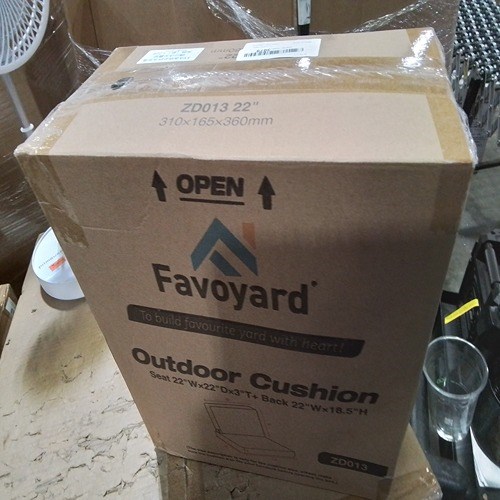 ZD013 22"
310×165×360mm
OPEN
Favoyard
To build favourite yard with heart!
Outdoor Cushion
Seat 22"W×22"D×3"T+ Back 22"W×18.5"H
ZD013